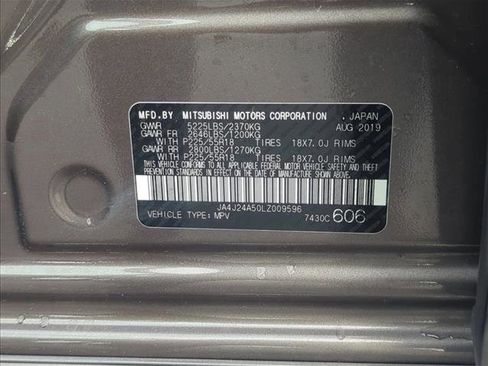 MFD.BY MITSUBISHI MOTORS CORPORATION , JAPAN
GVWR 5225LBS/2370KG AUG 2019
GAWR FR 2646LBS/1200KG
WITH P225/55R18 TIRES 18X7.0J RIMS
GAWR RR 2800LBS/1270KG
WITH P225/55R18 TIRES 18X7.0J RIMS
THIS VEHICLE CONFORMS TO ALL APPLICABLE FEDERAL MOTOR VEHICLE SAFETY
STANDARDS IN EFFECT ON THE DATE OF MANUFACTURE SHOWN ABOVE.
JA4J24A50LZ009596
VEHICLE TYPE: MPV 7430C 606